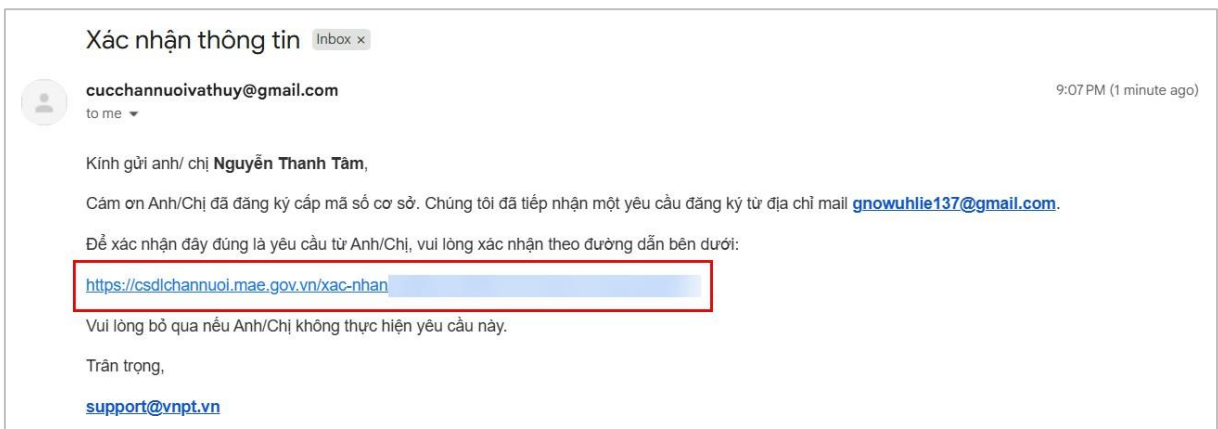 Xác nhận thông tin Inbox ×
cucchannuoivathuy@gmail.com 9:07 PM (1 minute ago)
to me
Kính gửi anh/ chị Nguyễn Thanh Tâm,
Cám ơn Anh/Chị đã đăng ký cấp mã số cơ sở. Chúng tôi đã tiếp nhận một yêu cầu đăng ký từ địa chỉ mail gnowuhlie137@gmail.com.
Để xác nhận đây đúng là yêu cầu từ Anh/Chị, vui lòng xác nhận theo đường dẫn bên dưới:
https://csdlchannuoi.mae.gov.vn/xac-nhan
Vui lòng bỏ qua nếu Anh/Chị không thực hiện yêu cầu này.
Trân trọng,
support@vnpt.vn